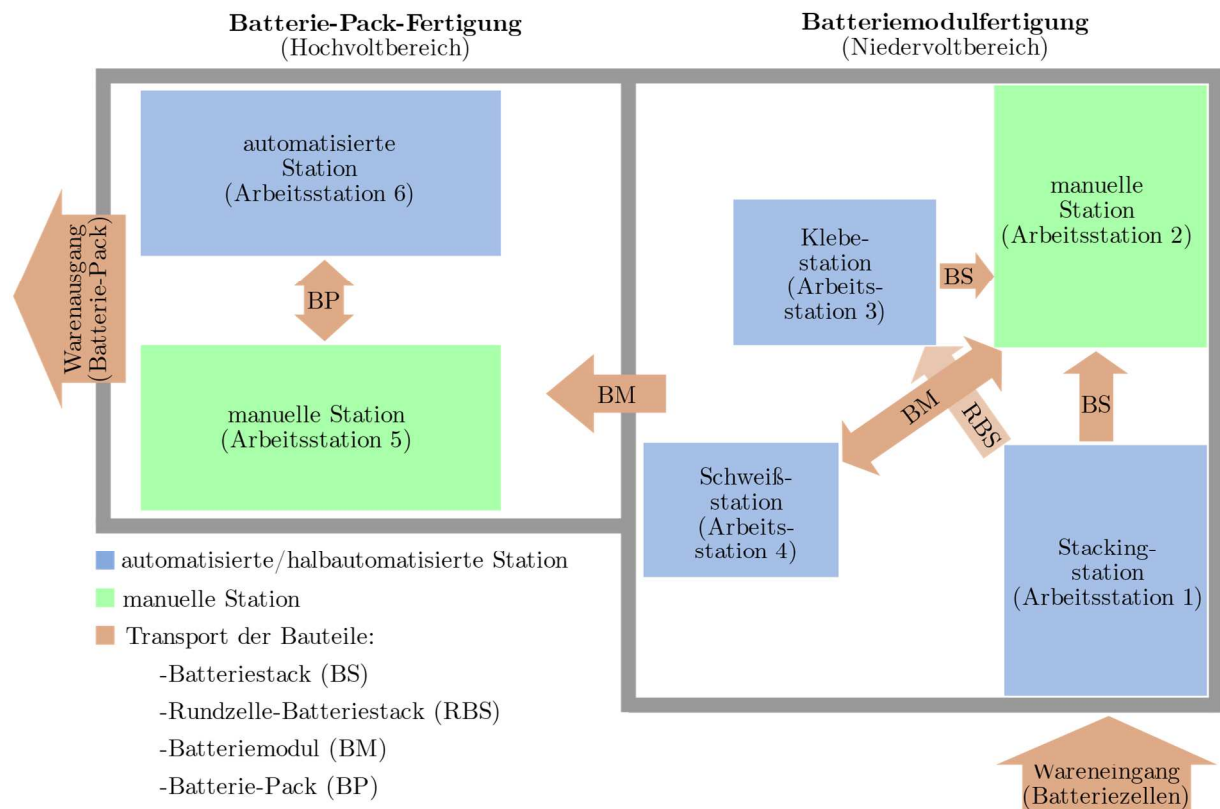 Batterie-Pack-Fertigung
(Hochvoltbereich)
Batteriemodulfertigung
(Niedervoltbereich)
automatisierte
Station
(Arbeitsstation 6)
manuelle
Station
(Arbeitsstation 2)
Klebe-
station
(Arbeits-
station 3)
BS
Warenausgang
(Batterie-Pack)
BP
manuelle Station
(Arbeitsstation 5)
BM
BM
RBS
BS
Schweiß-
station
(Arbeits-
station 4)
Stacking-
station
(Arbeitsstation 1)
automatisierte/halbautomatisierte Station
manuelle Station
Transport der Bauteile:
-Batteriestack (BS)
-Rundzelle-Batteriestack (RBS)
-Batteriemodul (BM)
-Batterie-Pack (BP)
Wareneingang
(Batteriezellen)